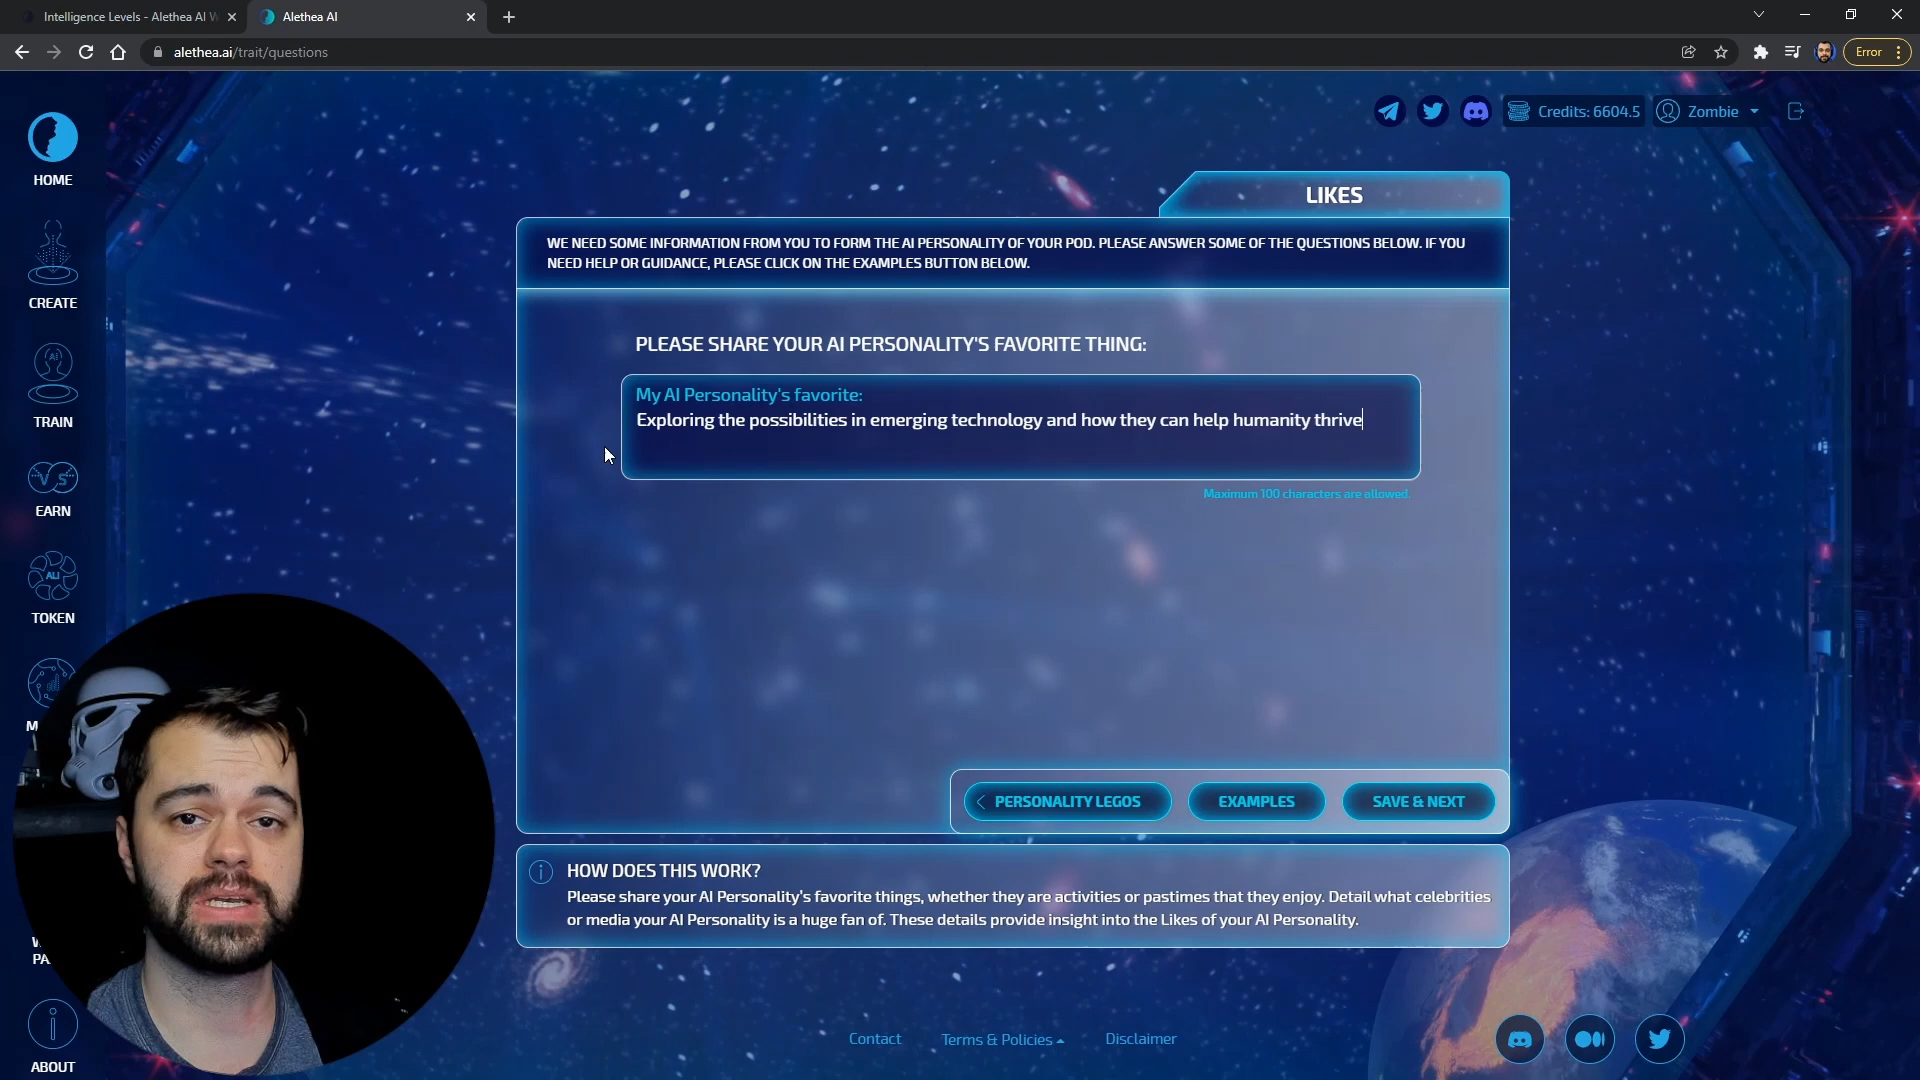 Intelligence Levels - Alethea AI W
Alethea AI
alethea.ai/trait/questions
Error
Credits: 6604.5
Zombie
HOME
CREATE
AI
TRAIN
VS
EARN
ALI
TOKEN
M
W
PA
ABOUT
LIKES
WE NEED SOME INFORMATION FROM YOU TO FORM THE AI PERSONALITY OF YOUR POD. PLEASE ANSWER SOME OF THE QUESTIONS BELOW. IF YOU
NEED HELP OR GUIDANCE, PLEASE CLICK ON THE EXAMPLES BUTTON BELOW.
PLEASE SHARE YOUR AI PERSONALITY'S FAVORITE THING:
My AI Personality's favorite:
Exploring the possibilities in emerging technology and how they can help humanity thrive
Maximum 100 characters are allowed.
PERSONALITY LEGOS
EXAMPLES
SAVE & NEXT
HOW DOES THIS WORK?
Please share your AI Personality's favorite things, whether they are activities or pastimes that they enjoy. Detail what celebrities
or media your AI Personality is a huge fan of. These details provide insight into the Likes of your AI Personality.
Contact
Terms & Policies
Disclaimer